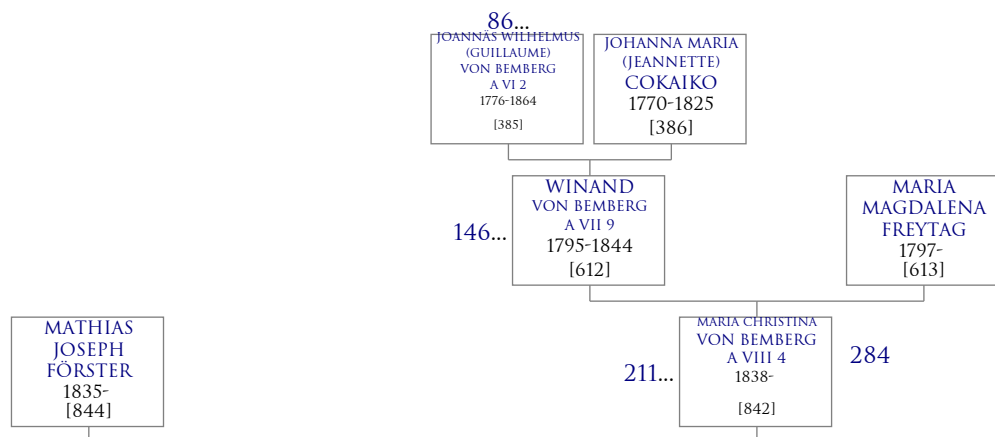 86...
JOANNÄS WILHELMUS
(GUILLAUME)
VON BEMBERG
A VI 2
1776-1864
[385]
JOHANNA MARIA
(JEANNETTE)
COKAIKO
1770-1825
[386]
146...
WINAND
VON BEMBERG
A VII 9
1795-1844
[612]
MARIA
MAGDALENA
FREYTAG
1797-
[613]
MATHIAS
JOSEPH
FÖRSTER
1835-
[844]
211...
MARIA CHRISTINA
VON BEMBERG
A VIII 4
1838-
[842]
284